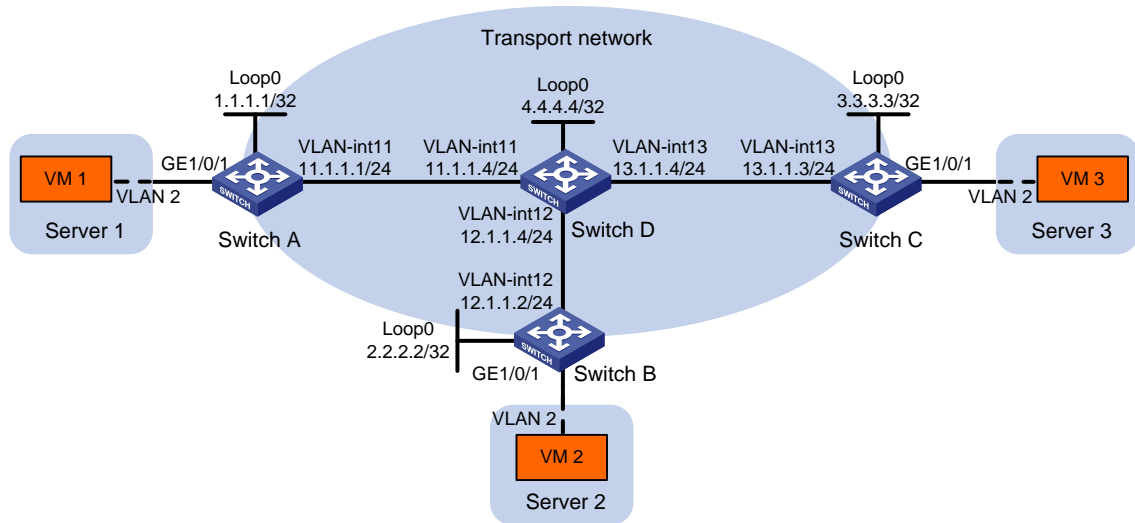 Transport network
Loop0
1.1.1.1/32
Loop0
4.4.4.4/32
Loop0
3.3.3.3/32
VM 1
VLAN 2
Server 1
GE1/0/1
SWITCH
Switch A
VLAN-int11
11.1.1.1/24
VLAN-int11
11.1.1.4/24
SWITCH
Switch D
VLAN-int13
13.1.1.4/24
VLAN-int13
13.1.1.3/24
SWITCH
Switch C
GE1/0/1
VLAN 2
VM 3
Server 3
VLAN-int12
12.1.1.4/24
VLAN-int12
12.1.1.2/24
Loop0
2.2.2.2/32
SWITCH
Switch B
GE1/0/1
VLAN 2
VM 2
Server 2